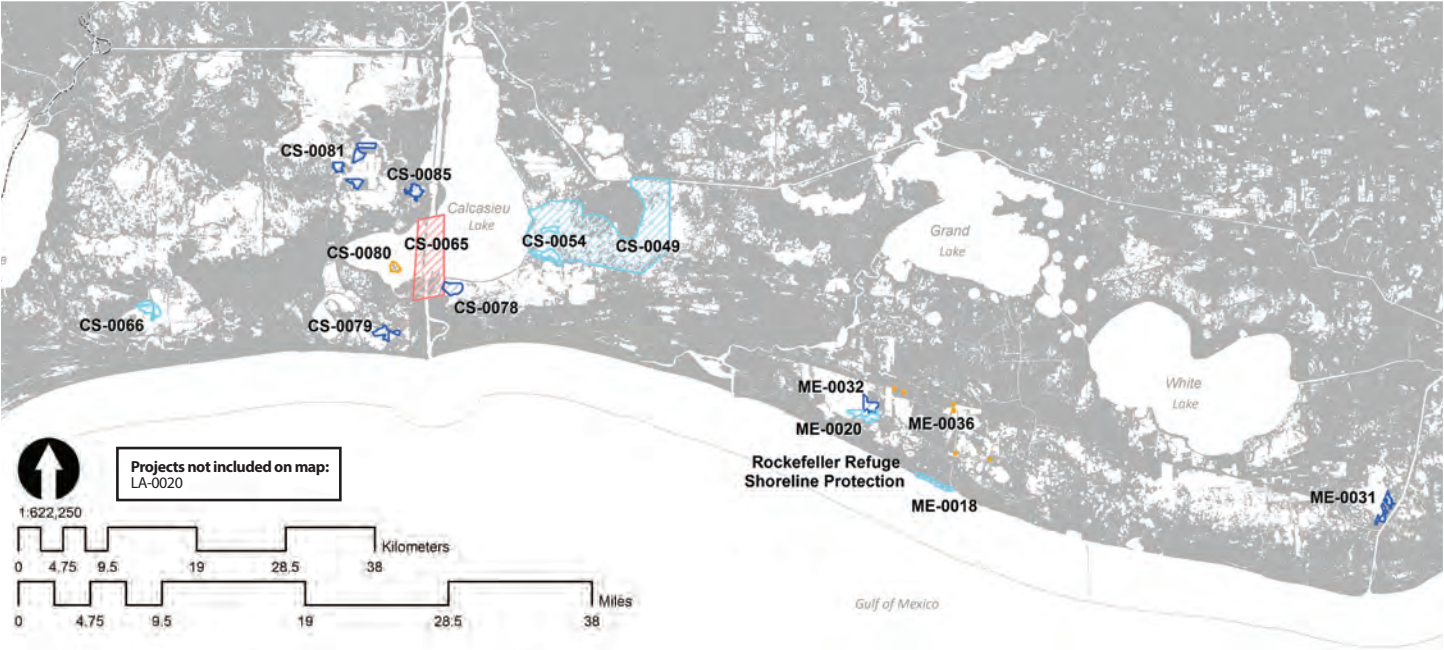 CS-0081
CS-0085
Calcasieu
Lake
CS-0065
CS-0054
CS-0049
Grand
Lake
e
CS-0080
CS-0078
CS-0066
CS-0079
White
Lake
ME-0032
ME-0020
ME-0036
Rockefeller Refuge
Shoreline Protection
ME-0018
ME-0031
Projects not included on map:
LA-0020
1:622,250
Kilometers
0 4.75 9.5 19 28.5 38
Miles
0 4.75 9.5 19 28.5 38
Gulf of Mexico